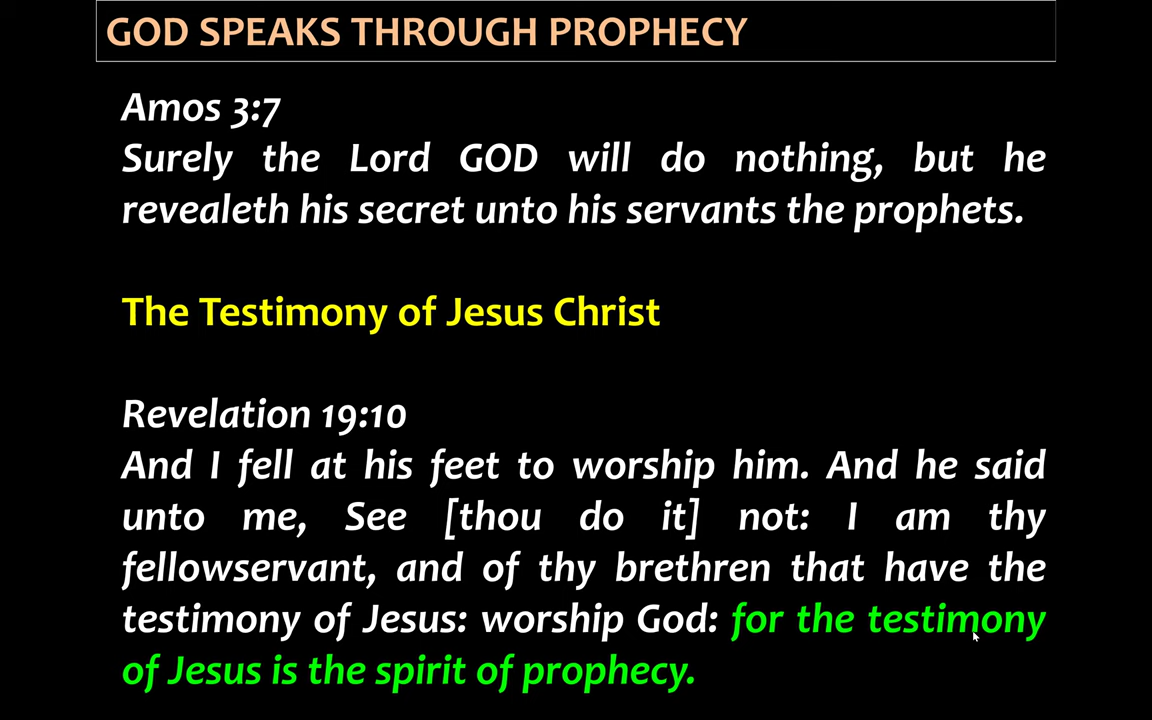 GOD SPEAKS THROUGH PROPHECY
Amos 3:7
Surely the Lord GOD will do nothing, but he
revealeth his secret unto his servants the prophets.
The Testimony of Jesus Christ
Revelation 19:10
And I fell at his feet to worship him. And he said
unto me, See [thou do it] not: I am thy
fellowservant, and of thy brethren that have the
testimony of Jesus: worship God: for the testimony
of Jesus is the spirit of prophecy.